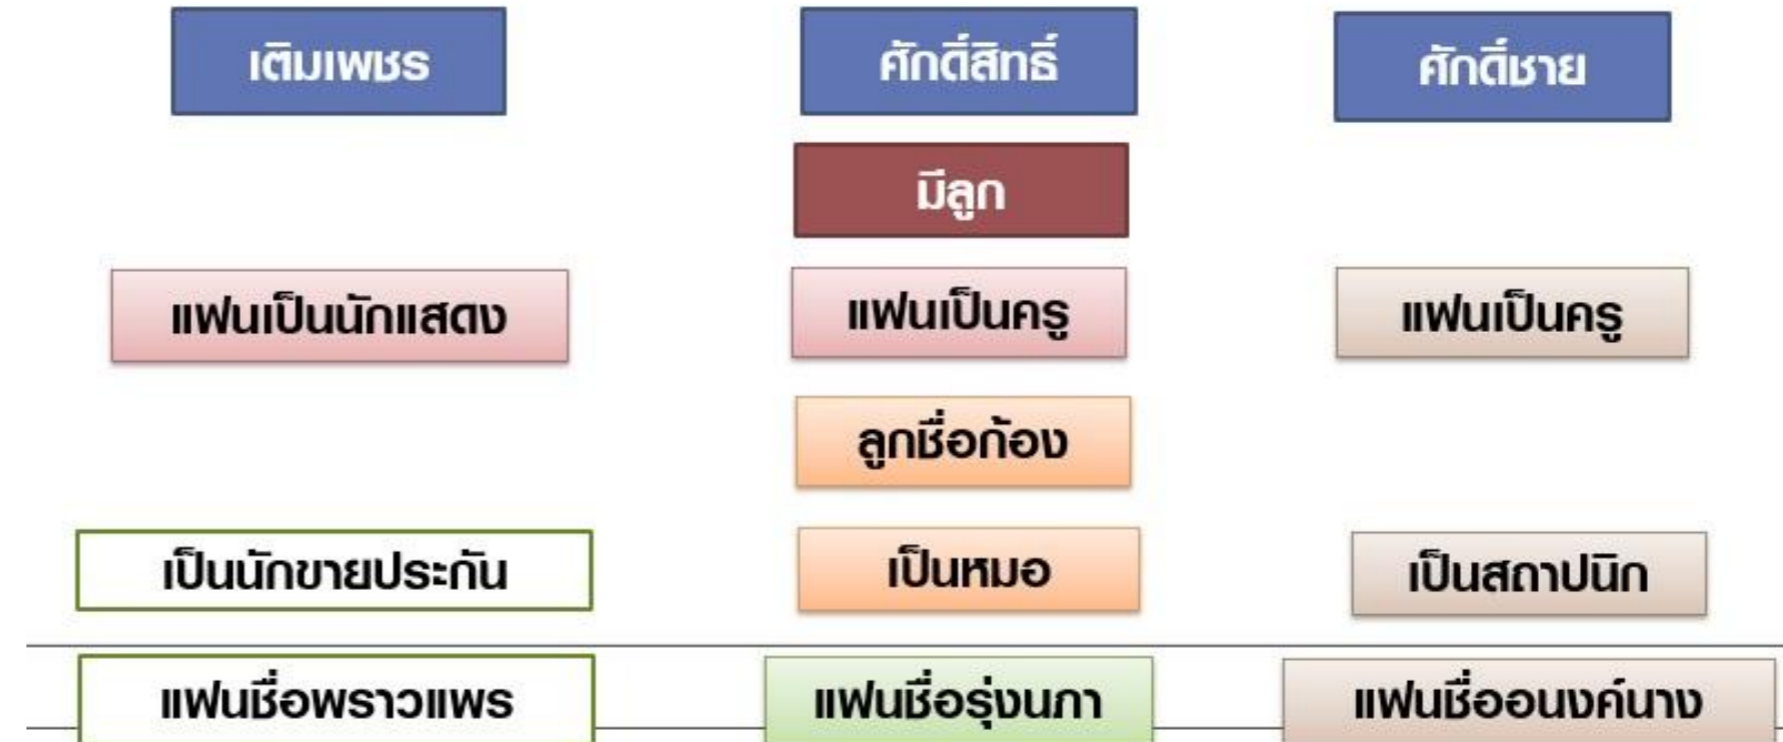 เติมเพชร
ศักดิ์สิทธิ์
ศักดิ์ชาย
มีลูก
แฟนเป็นนักแสดง
แฟนเป็นครู
แฟนเป็นครู
ลูกชื่อก้อง
เป็นนักขายประกัน
เป็นหมอ
เป็นสถาปนิก
แฟนชื่อพราวแพร
แฟนชื่อรุ่งนภา
แฟนชื่ออนงค์นาง